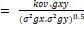 = kov.gxy / (σ²gx.σ²gy)^0.5